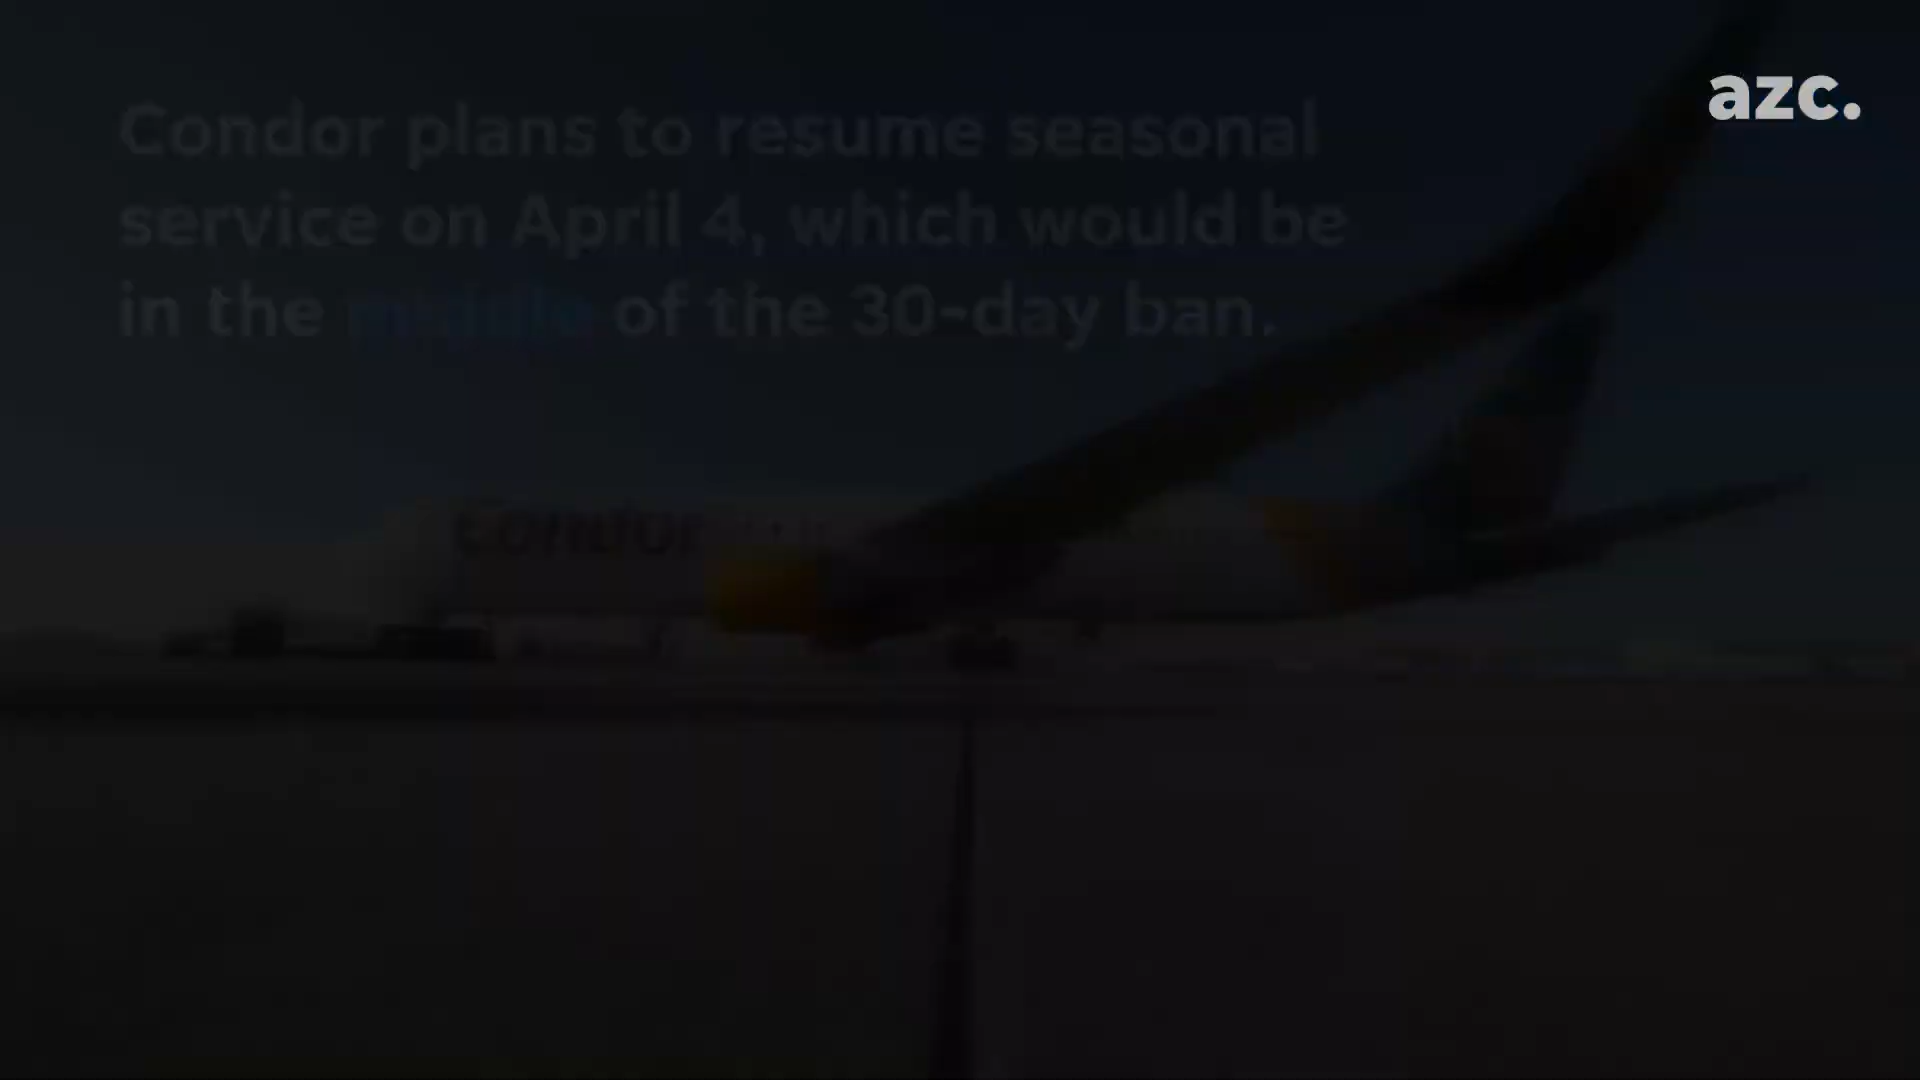 azc.
Condor plans to resume seasonal
service on April 4, which would be
in the middle of the 30-day ban.
Condor